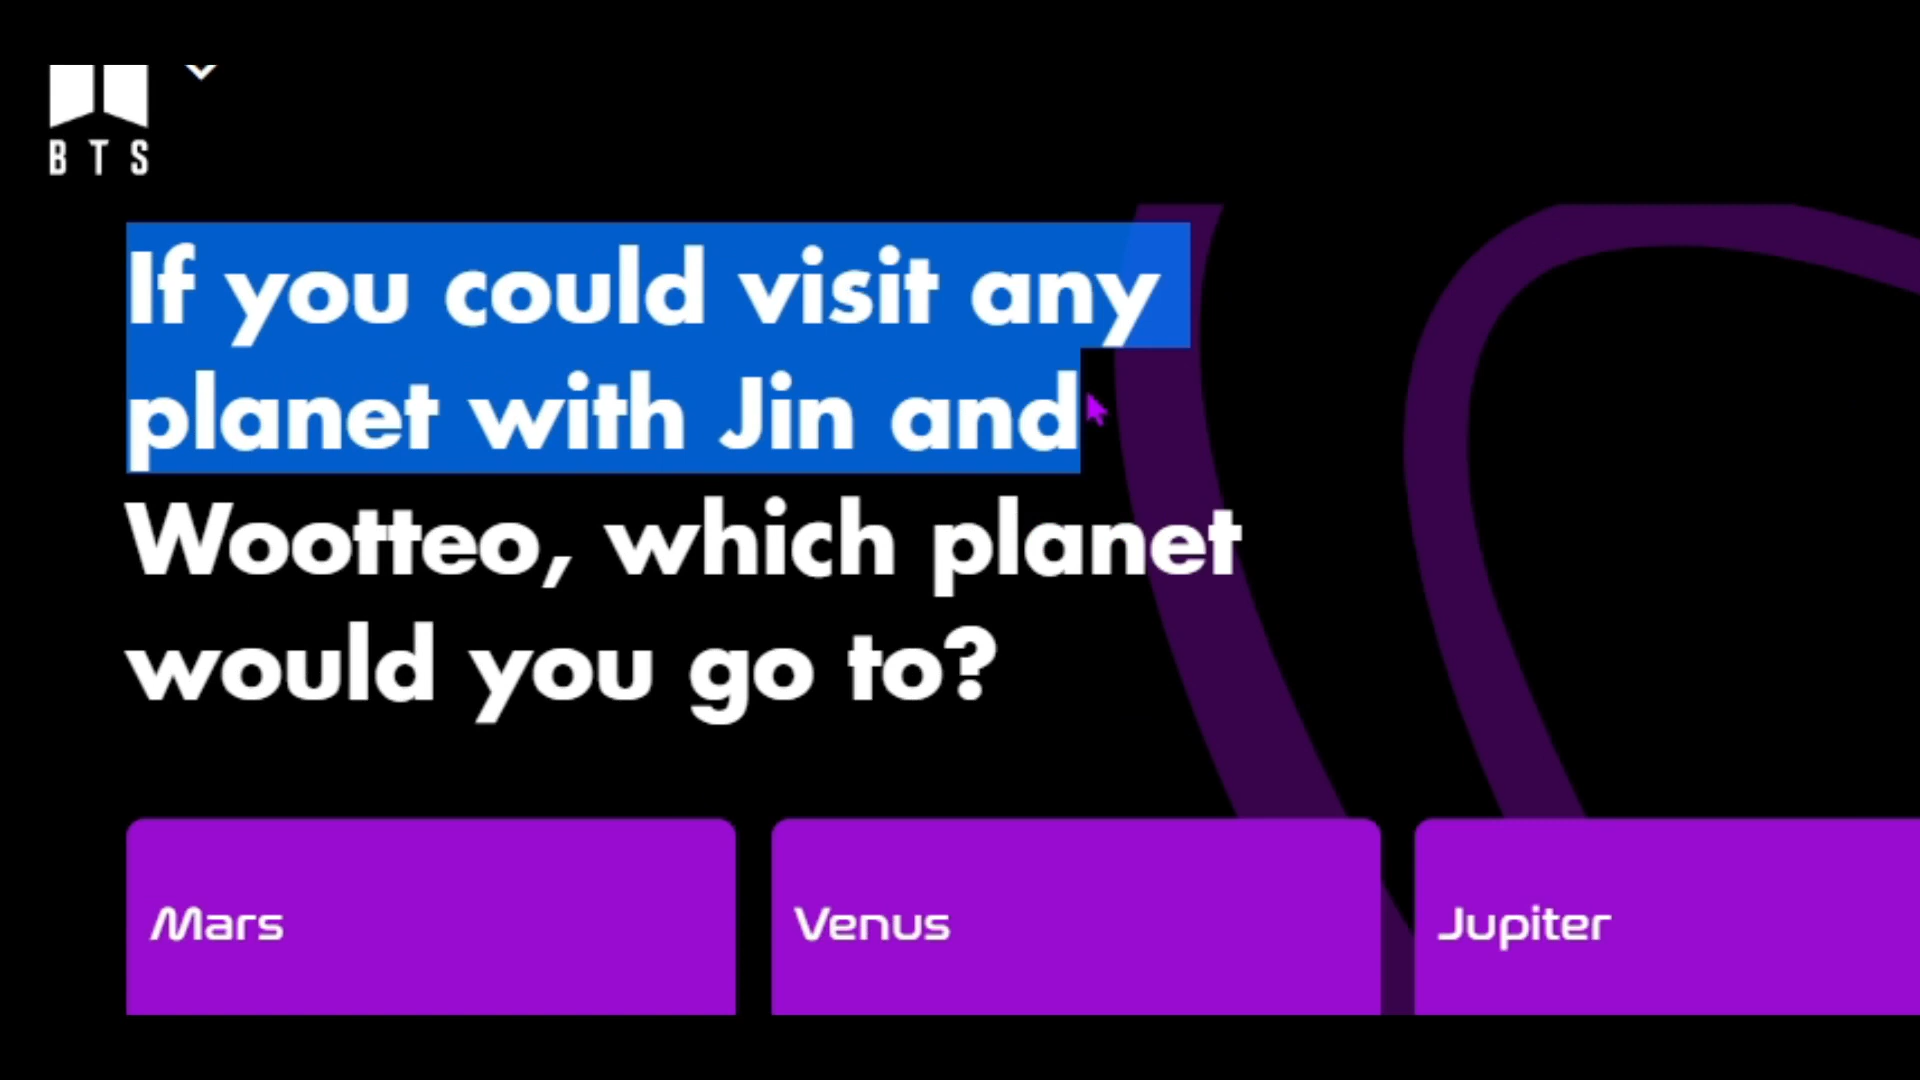 BTS
If you could visit any
planet with Jin and
Wootteo, which planet
would you go to?
Mars
Venus
Jupiter